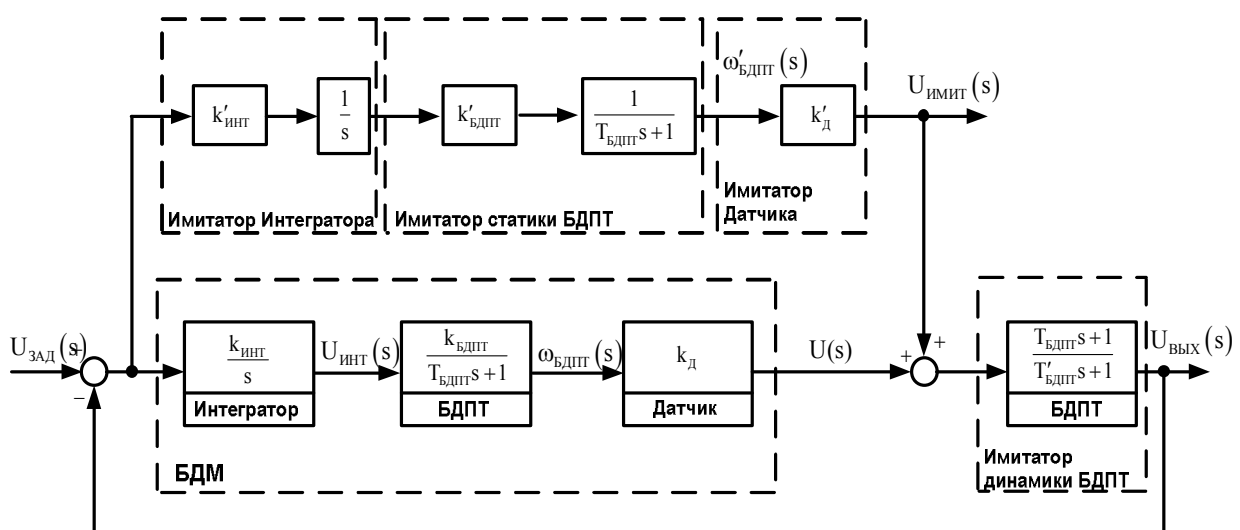 ω′БДПТ(s)
UИМИТ(s)
k′ИНТ
1
s
k′БДПТ
1
TБДПТs+1
k′Д
Имитатор Интегратора
Имитатор статики БДПТ
Имитатор
Датчика
UЗАД(s)
+
−
kИНТ
s
Интегратор
UИНТ(s)
kБДПТ
TБДПТs+1
БДПТ
ωБДПТ(s)
kД
Датчик
U(s)
БДМ
+
+
TБДПТs+1
T′БДПТs+1
БДПТ
UВЫХ(s)
Имитатор
динамики БДПТ